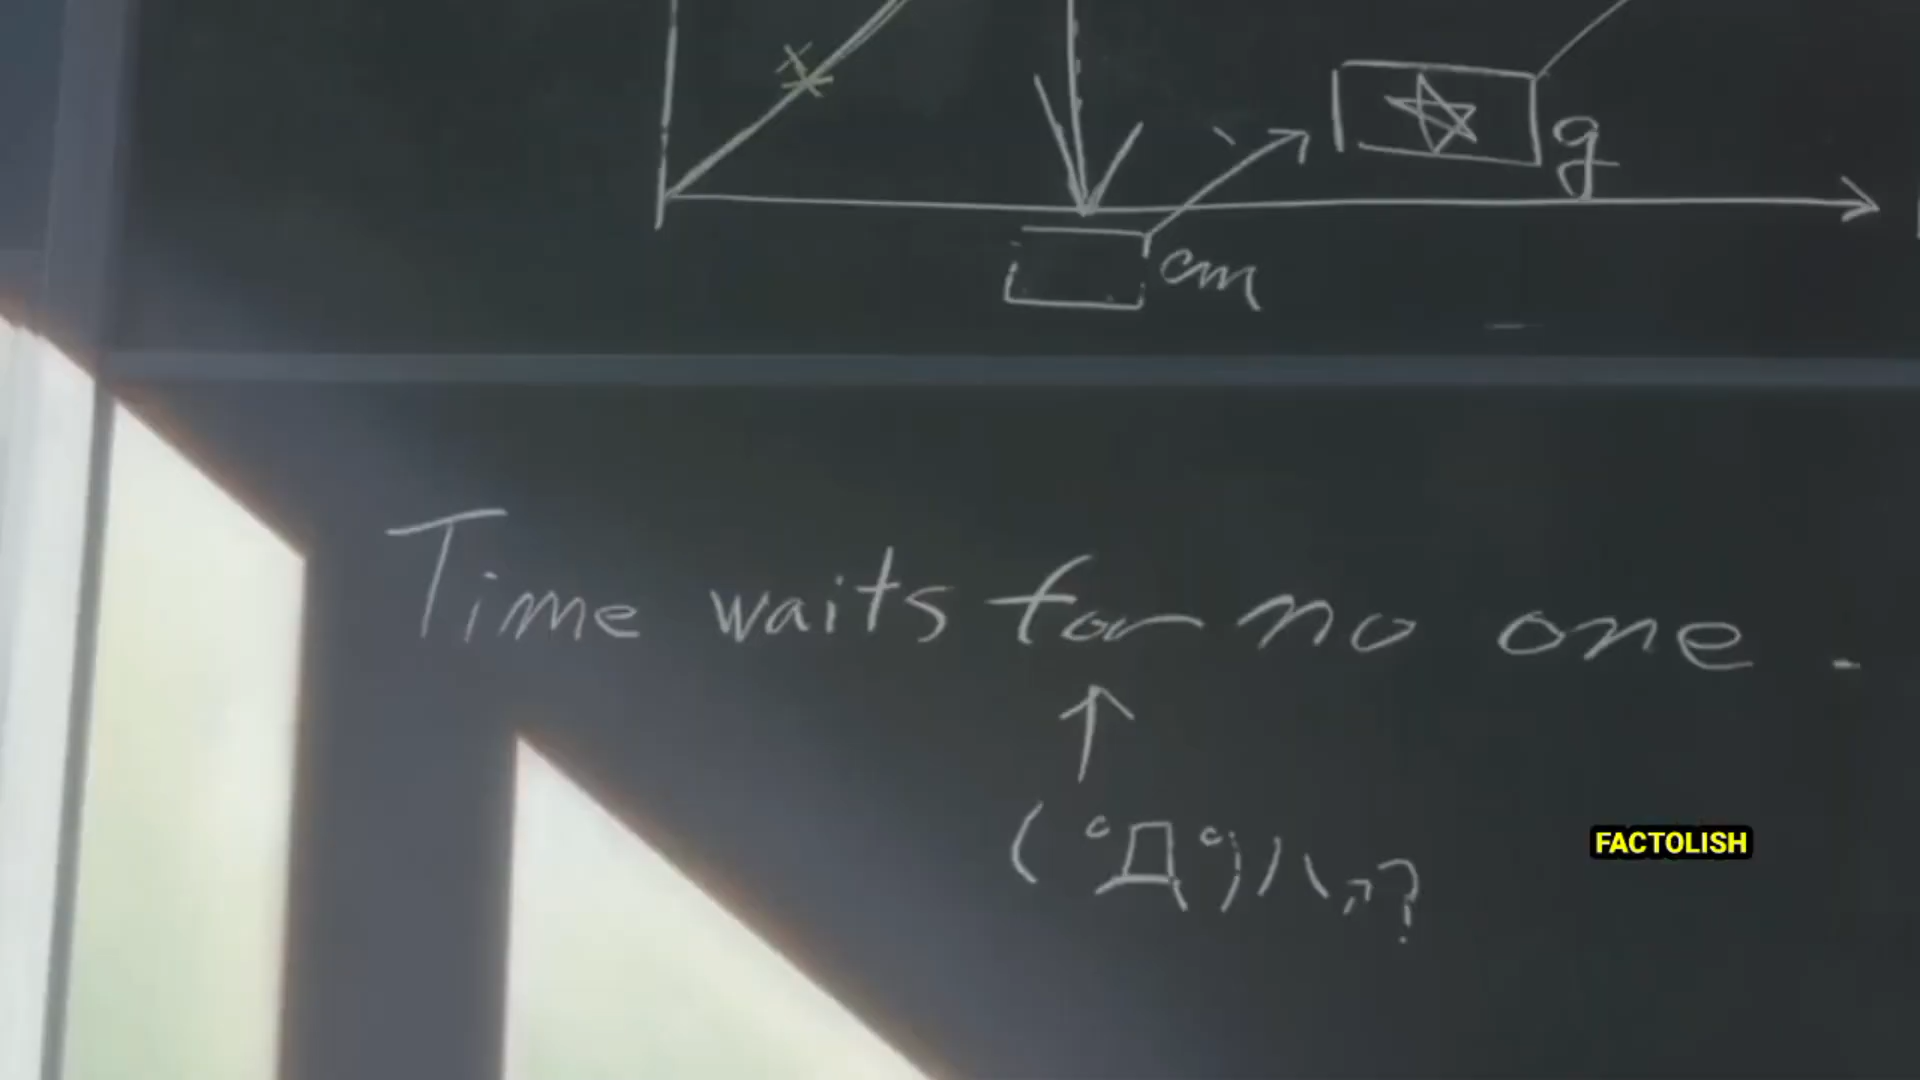 g
cm
Time waits for no one.
↑
( ゚Д゚)ハ,,?
FACTOLISH